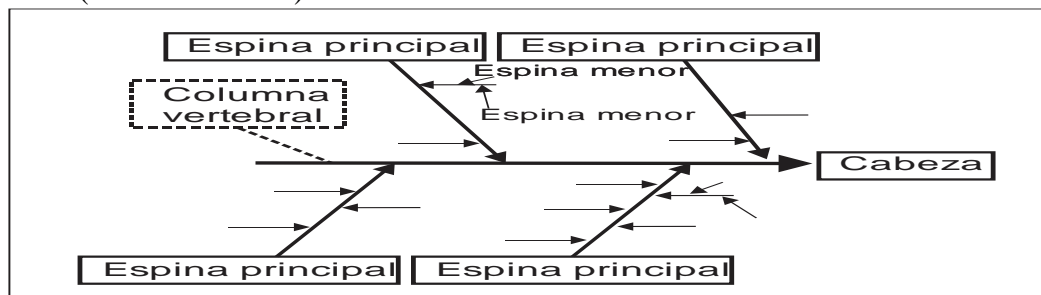 Espina principal
Espina principal
Espina menor
Columna
vertebral
Espina menor
Cabeza
Espina principal
Espina principal